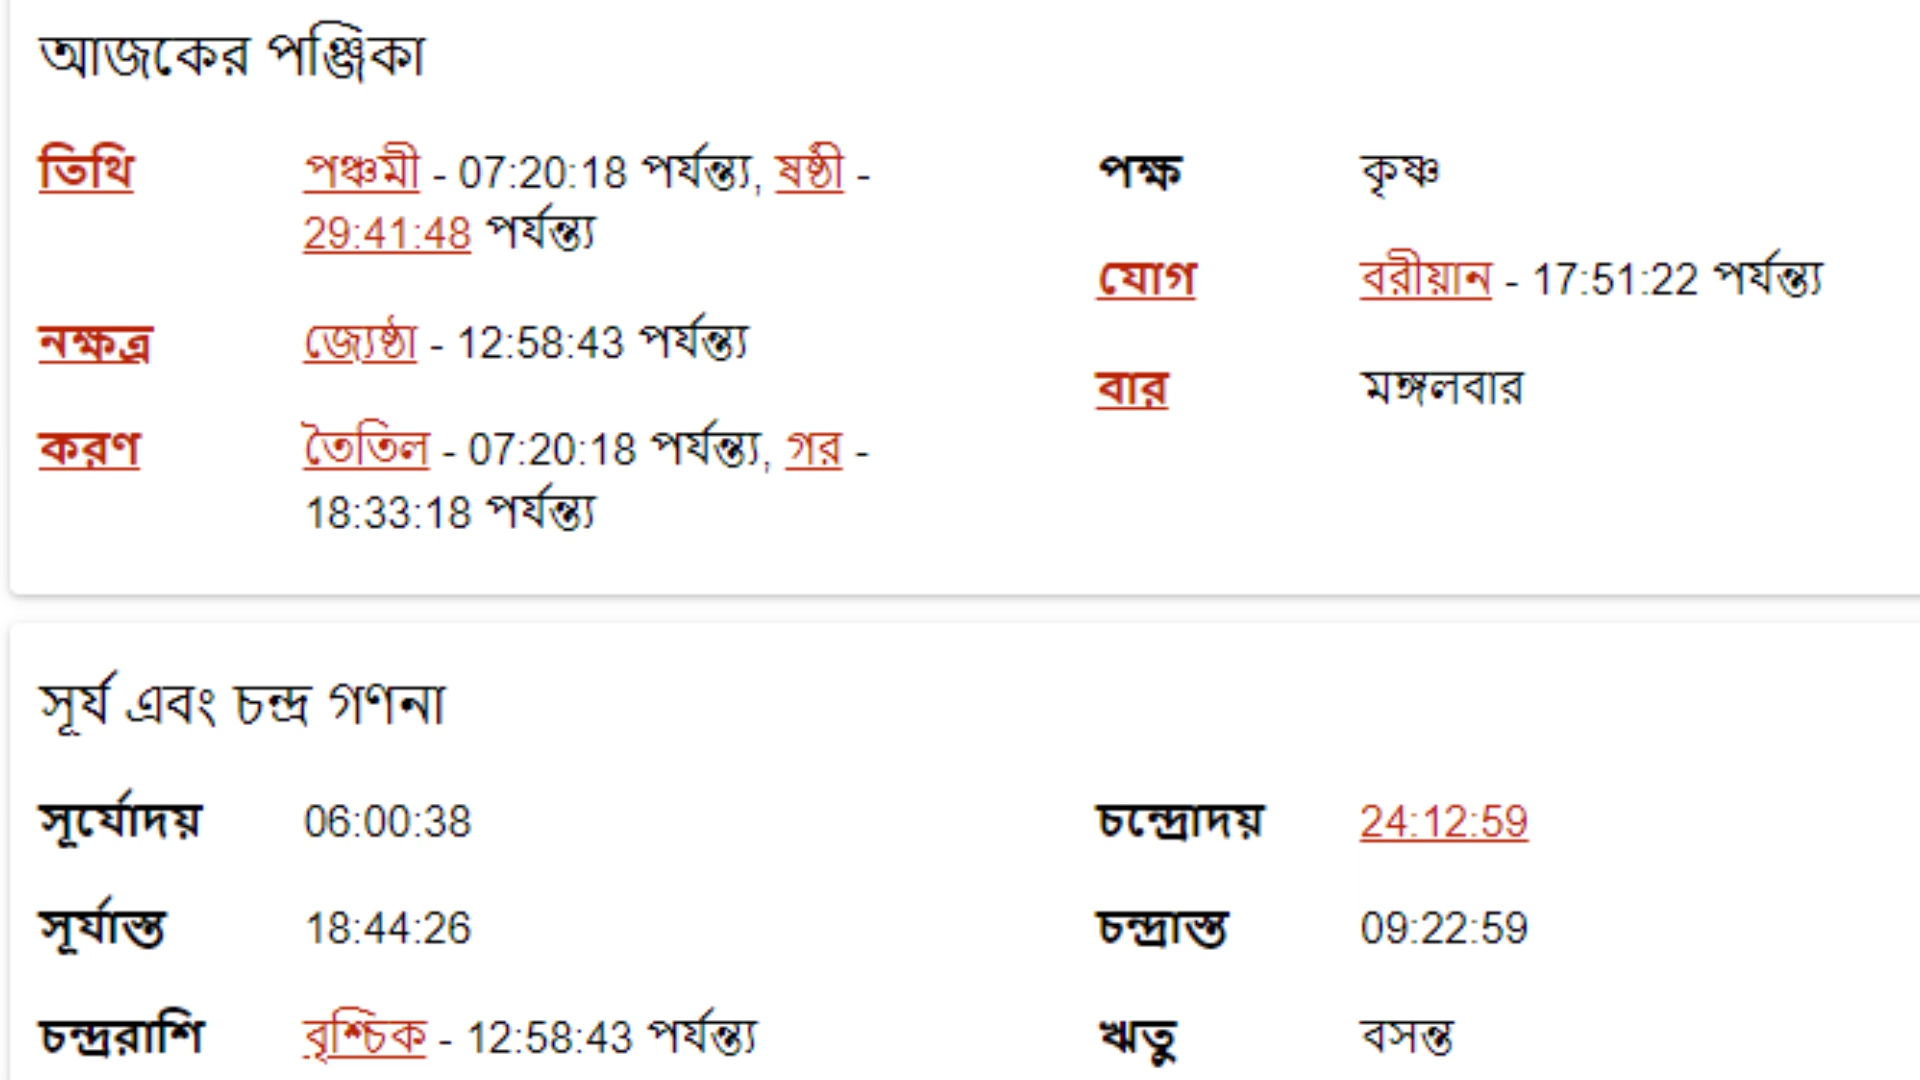 আজকের পঞ্জিকা
তিথি পঞ্চমী - 07:20:18 পর্যন্ত্য, ষষ্ঠী -
29:41:48 পর্যন্ত্য
নক্ষত্র জ্যেষ্ঠা - 12:58:43 পর্যন্ত্য
করণ তৈতিল - 07:20:18 পর্যন্ত্য, গর -
18:33:18 পর্যন্ত্য
পক্ষ কৃষ্ণ
যোগ বরীয়ান - 17:51:22 পর্যন্ত্য
বার মঙ্গলবার
সূর্য এবং চন্দ্র গণনা
সূর্যোদয় 06:00:38
সূর্যাস্ত 18:44:26
চন্দ্ররাশি বৃশ্চিক - 12:58:43 পর্যন্ত্য
চন্দ্রোদয় 24:12:59
চন্দ্রাস্ত 09:22:59
ঋতু বসন্ত